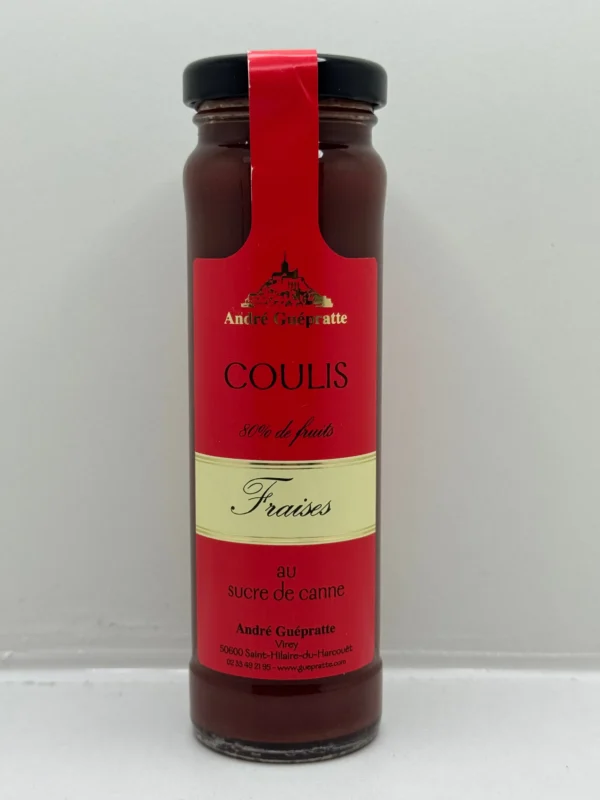 André Guépratte
COULIS
80% de fruits
Fraises
au
sucre de canne
André Guépratte
Virey
50600 Saint-Hilaire-du-Harcouët
02 33 49 21 95 - www.guepratte.com